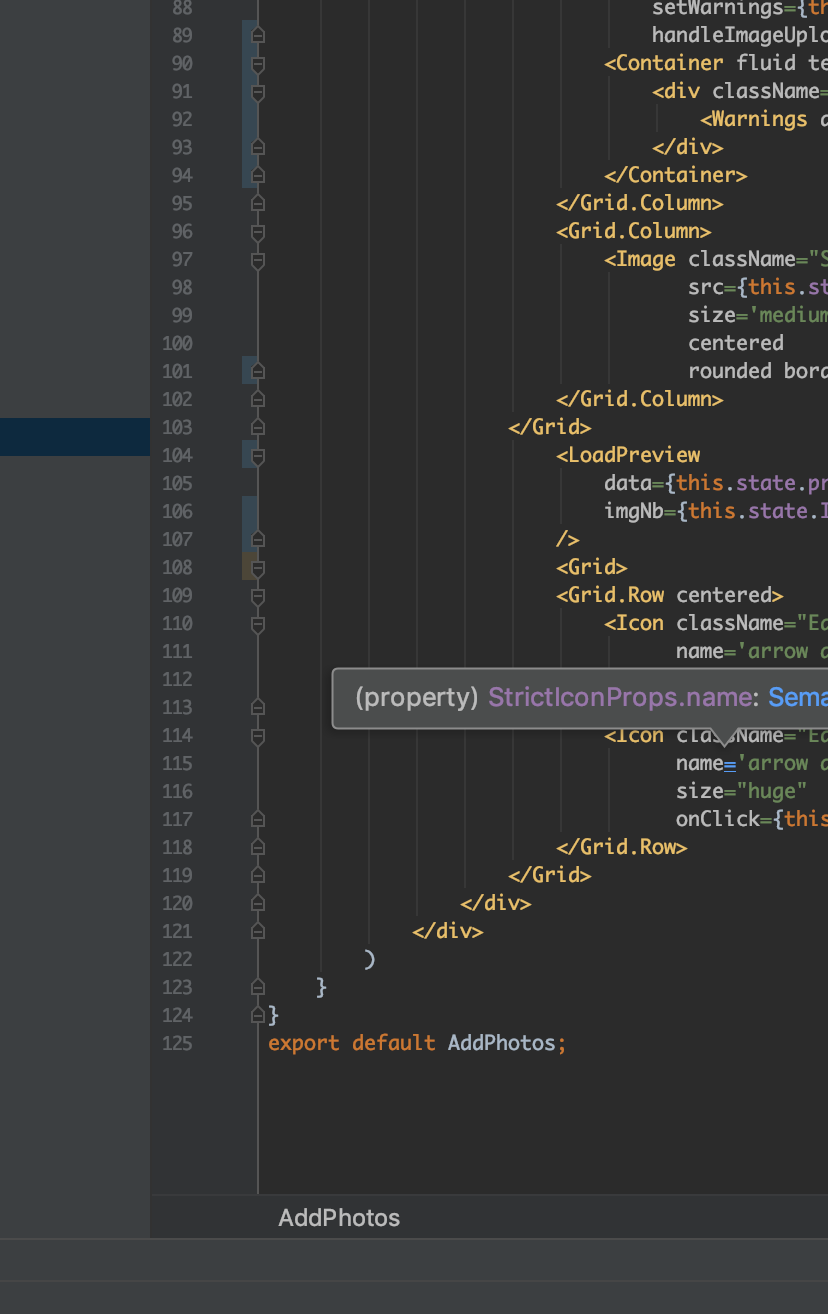 88 setWarnings={th
89 handleImageUplo
90 <Container fluid te
91 <div className=
92 <Warnings
93 </div>
94 </Container>
95 </Grid.Column>
96 <Grid.Column>
97 <Image className="S
98 src={this.st
99 size='medium
100 centered
101 rounded bord
102 </Grid.Column>
103 </Grid>
104 <LoadPreview
105 data={this.state.pr
106 imgNb={this.state.I
107 />
108 <Grid>
109 <Grid.Row centered>
110 <Icon className="Ea
111 name='arrow a
112
(property) StrictIconProps.name: Sema
113
114 <Icon className="Ea
115 name='arrow a
116 size="huge"
117 onClick={this
118 </Grid.Row>
119 </Grid>
120 </div>
121 </div>
122 )
123 }
124 }
125 export default AddPhotos;
AddPhotos